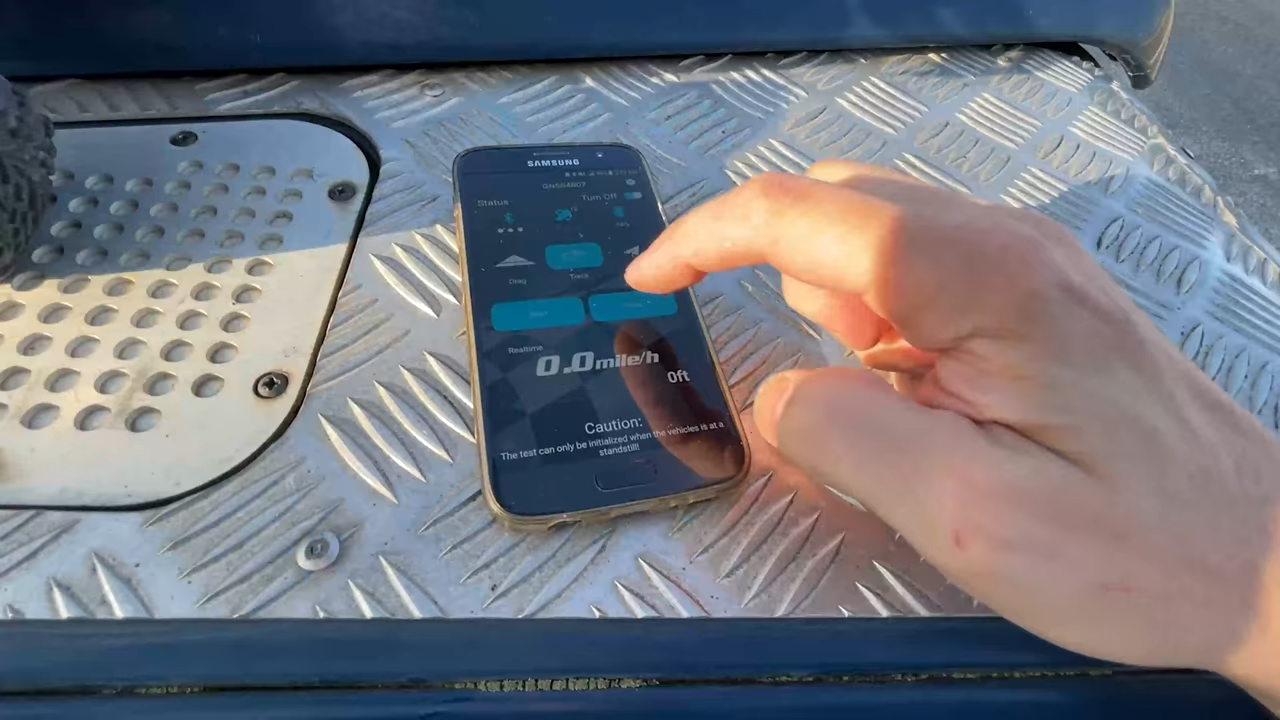 SAMSUNG
Turn Off
Status
Drag
Track
Realtime
0.0mile/h
0ft
Caution:
The test can only be initialized when the vehicles is at a
standstill!